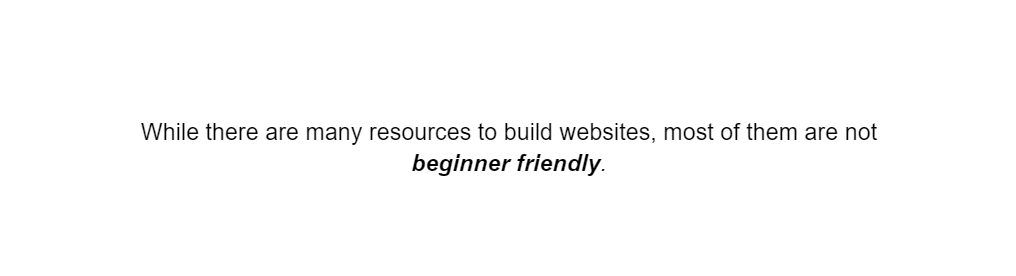 While there are many resources to build websites, most of them are not
beginner friendly.